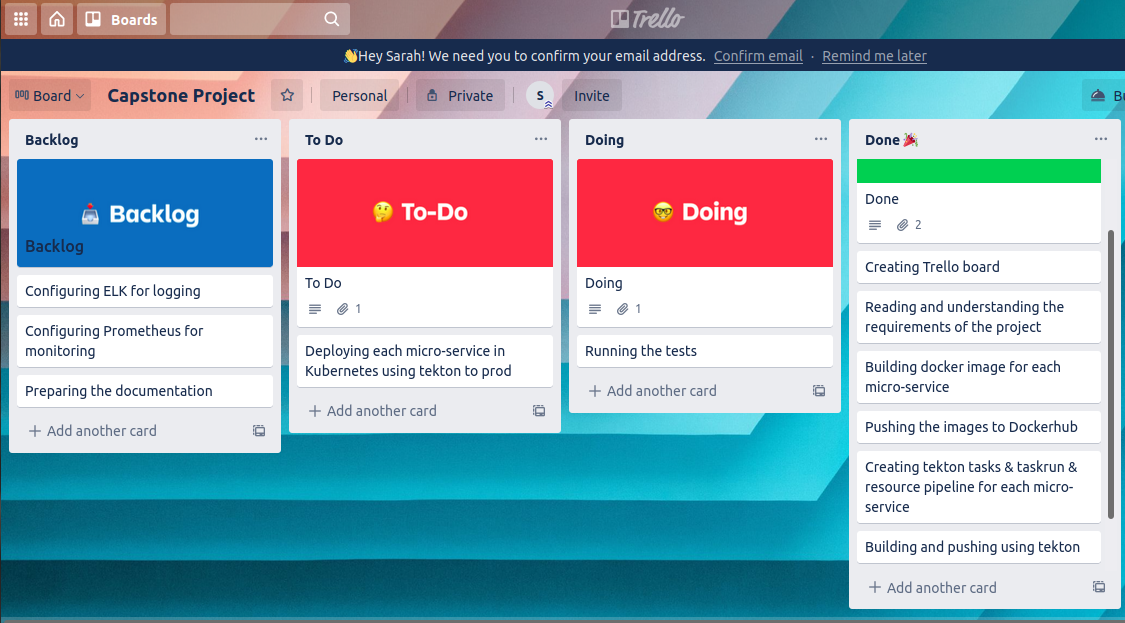 Boards
Trello
👋Hey Sarah! We need you to confirm your email address. Confirm email · Remind me later
Board Capstone Project Personal Private S Invite
Backlog
Backlog
Backlog
Configuring ELK for logging
Configuring Prometheus for
monitoring
Preparing the documentation
+ Add another card
To Do
🤔 To-Do
To Do
1
Deploying each micro-service in
Kubernetes using tekton to prod
+ Add another card
Doing
🤓 Doing
Doing
1
Running the tests
+ Add another card
Done 🎉
Done
2
Creating Trello board
Reading and understanding the
requirements of the project
Building docker image for each
micro-service
Pushing the images to Dockerhub
Creating tekton tasks & taskrun &
resource pipeline for each micro-
service
Building and pushing using tekton
+ Add another card